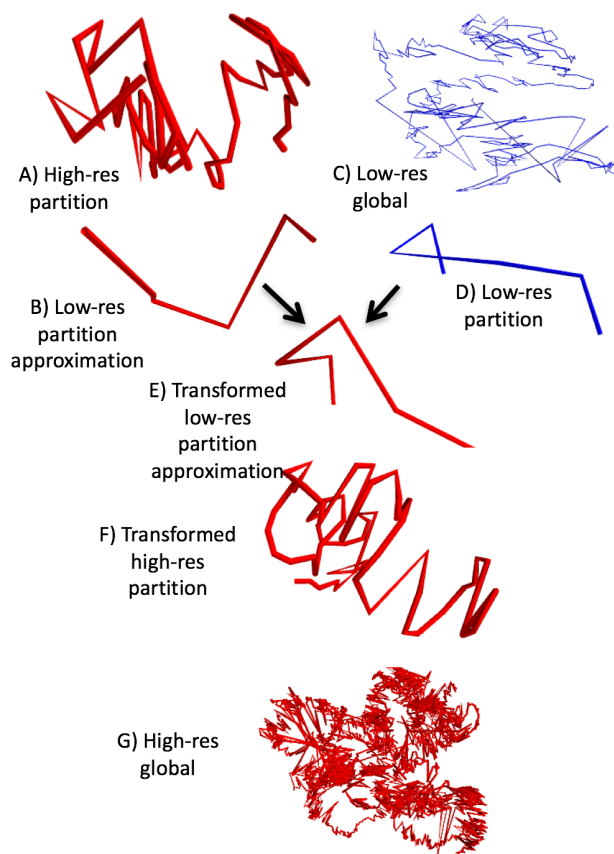 A) High-res
partition
C) Low-res
global
B) Low-res
partition
approximation
D) Low-res
partition
E) Transformed
low-res
partition
approximation
F) Transformed
high-res
partition
G) High-res
global